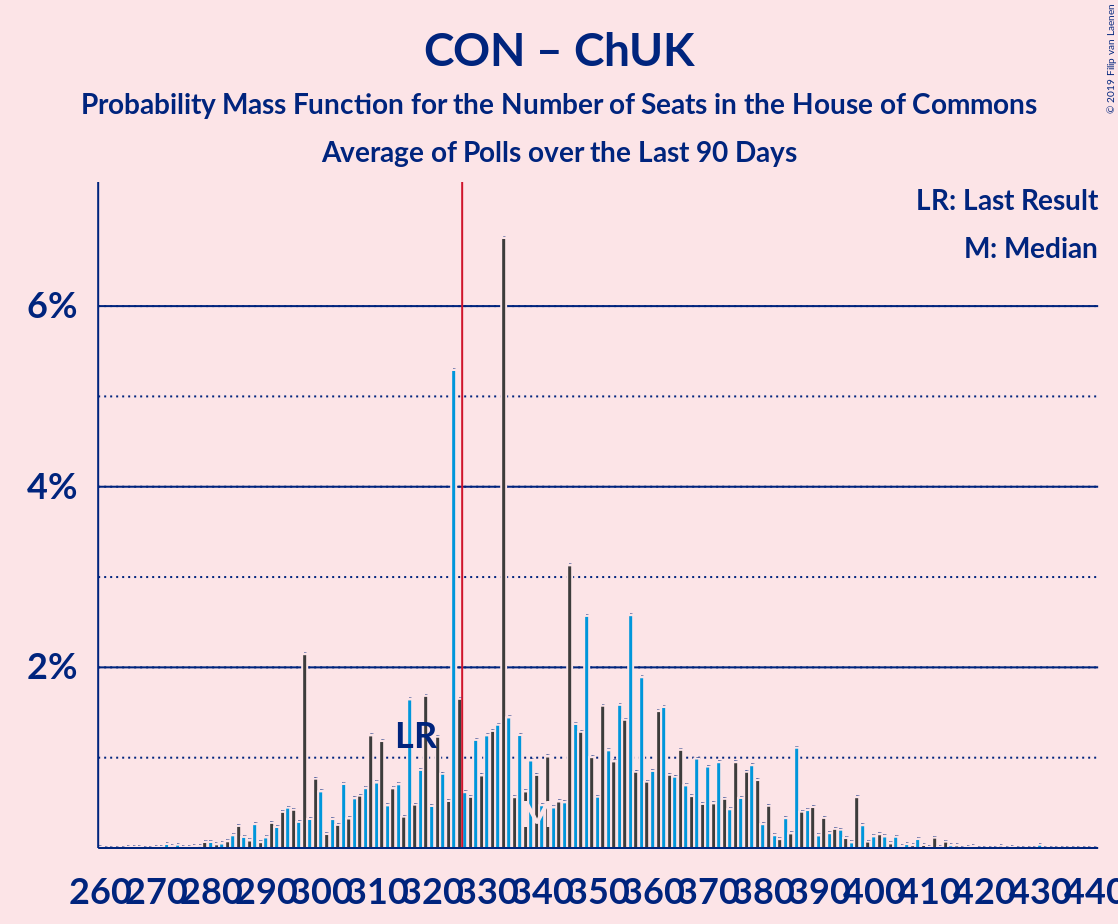 CON – ChUK
Probability Mass Function for the Number of Seats in the House of Commons
Average of Polls over the Last 90 Days
© 2019 Filip van Laenen
LR: Last Result
M: Median
6%
4%
2%
LR
M
260 270 280 290 300 310 320 330 340 350 360 370 380 390 400 410 420 430 440